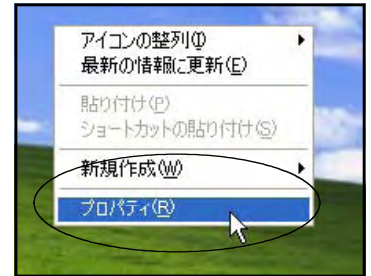 アイコンの整列(I)
最新の情報に更新(E)
貼り付け(P)
ショートカットの貼り付け(S)
新規作成(W)
プロパティ(R)